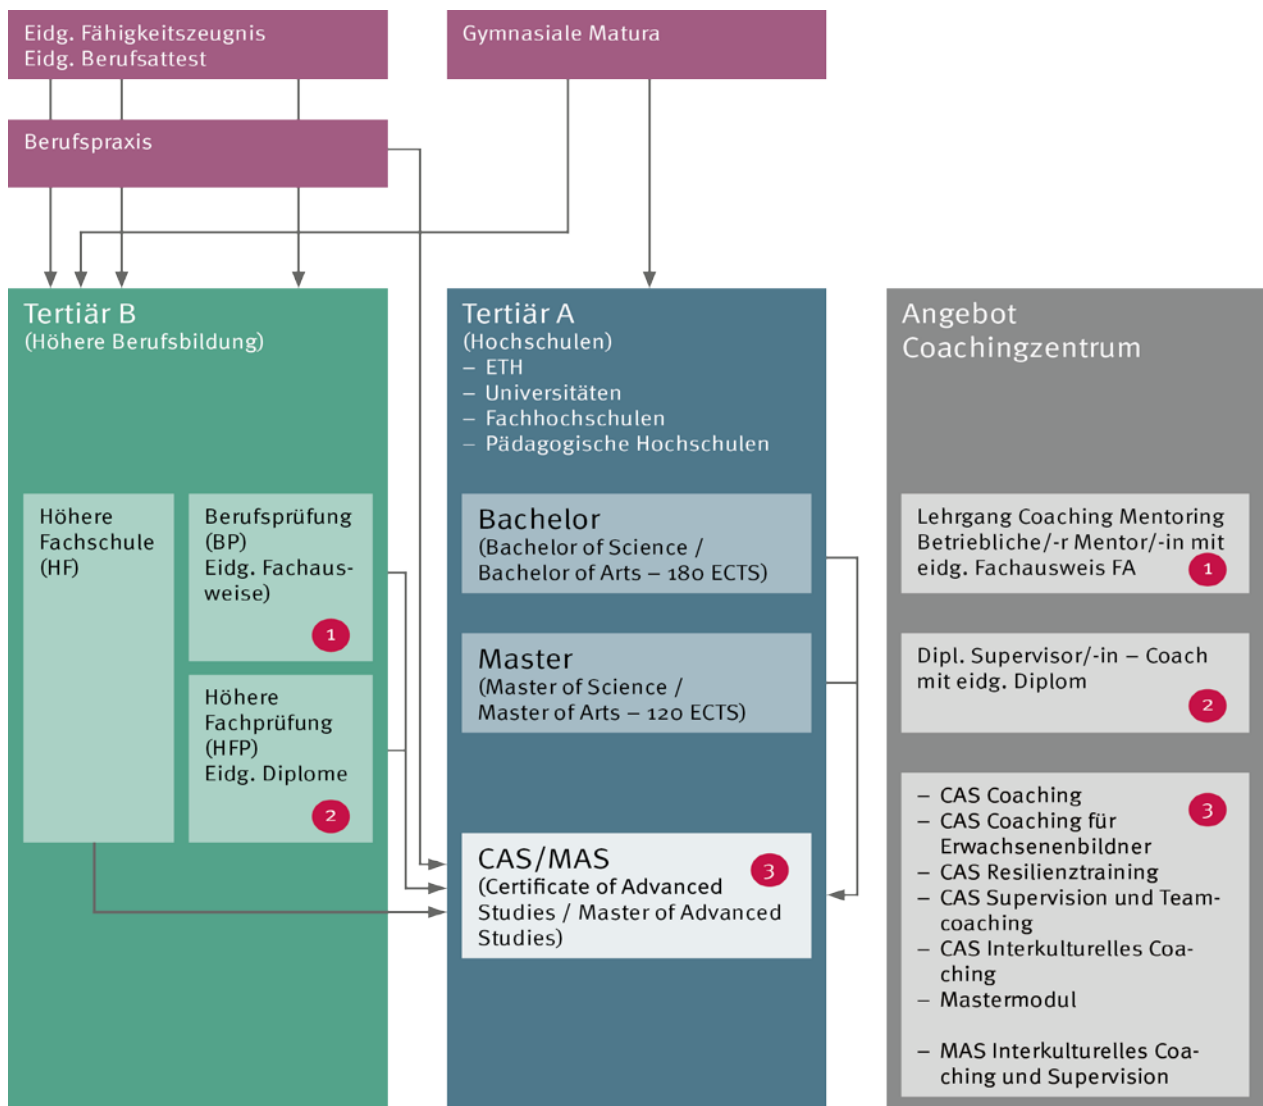 Eidg. Fähigkeitszeugnis
Eidg. Berufsattest
Gymnasiale Matura
Berufspraxis
Tertiär B
(Höhere Berufsbildung)
Höhere
Fachschule
(HF)
Berufsprüfung
(BP)
Eidg. Fachaus-
weise)
1
Höhere
Fachprüfung
(HFP)
Eidg. Diplome
2
Tertiär A
(Hochschulen)
– ETH
– Universitäten
– Fachhochschulen
– Pädagogische Hochschulen
Bachelor
(Bachelor of Science /
Bachelor of Arts – 180 ECTS)
Master
(Master of Science /
Master of Arts – 120 ECTS)
CAS/MAS
3
(Certificate of Advanced
Studies / Master of Advanced
Studies)
Angebot
Coachingzentrum
Lehrgang Coaching Mentoring
Betriebliche/-r Mentor/-in mit
eidg. Fachausweis FA
1
Dipl. Supervisor/-in – Coach
mit eidg. Diplom
2
– CAS Coaching
3
– CAS Coaching für
Erwachsenenbildner
– CAS Resilienztraining
– CAS Supervision und Team-
coaching
– CAS Interkulturelles Coa-
ching
– Mastermodul
– MAS Interkulturelles Coa-
ching und Supervision